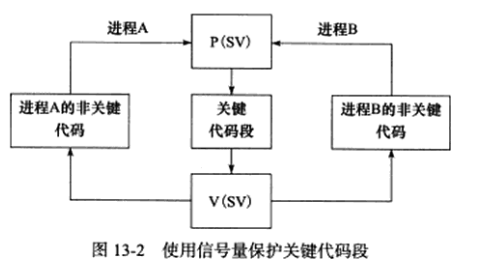 进程A
P(SV)
进程B
进程A的非关键
代码
关键
代码段
进程B的非关键
代码
V(SV)
图 13-2 使用信号量保护关键代码段